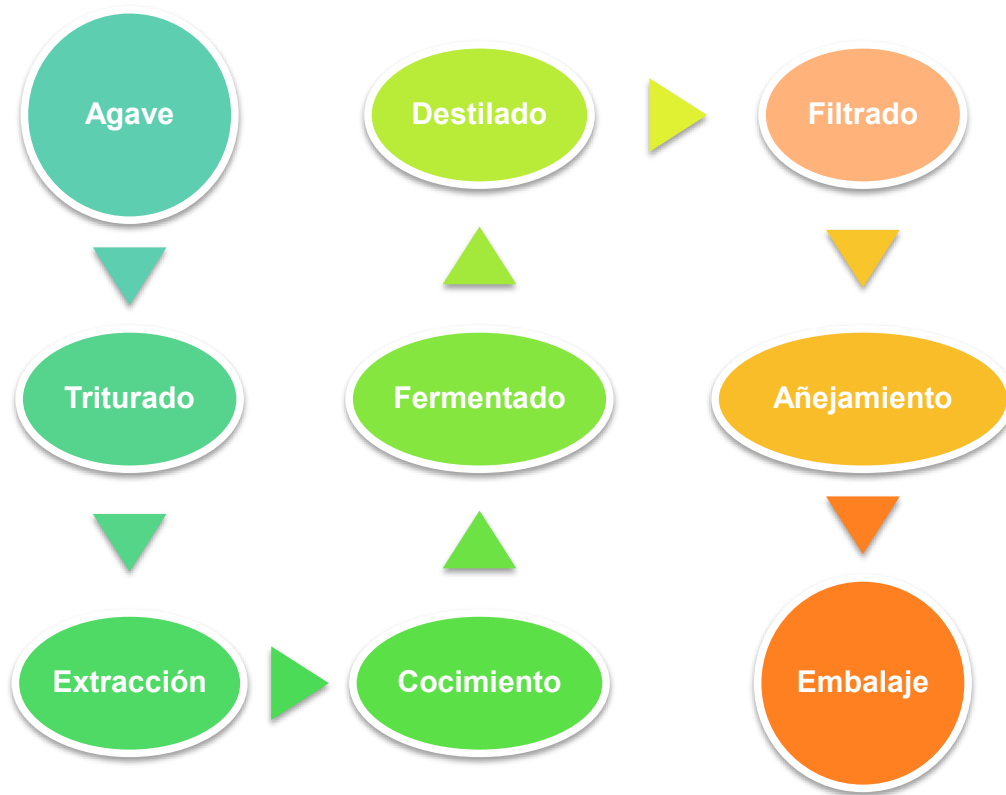 Agave
Triturado
Extracción
Cocimiento
Fermentado
Destilado
Filtrado
Añejamiento
Embalaje